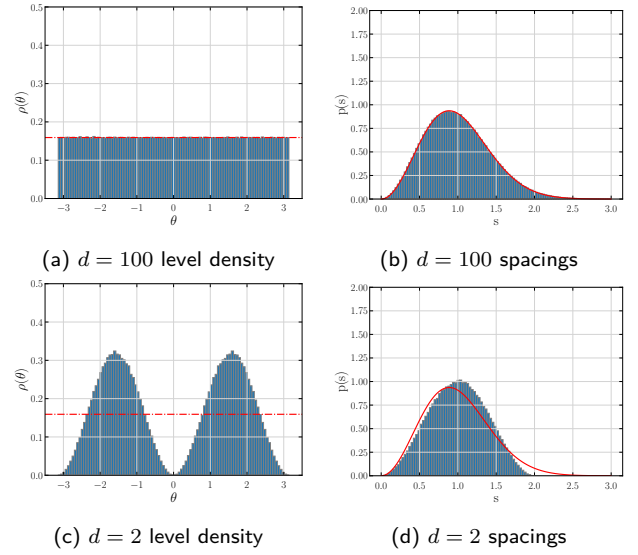 0.5
0.4
0.3
0.2
0.1
0.0
ρ(θ)
−3 −2 −1 0 1 2 3
θ
(a) d = 100 level density
2.00
1.75
1.50
1.25
1.00
0.75
0.50
0.25
0.00
p(s)
0.0 0.5 1.0 1.5 2.0 2.5 3.0
s
(b) d = 100 spacings
0.5
0.4
0.3
0.2
0.1
0.0
ρ(θ)
−3 −2 −1 0 1 2 3
θ
(c) d = 2 level density
2.00
1.75
1.50
1.25
1.00
0.75
0.50
0.25
0.00
p(s)
0.0 0.5 1.0 1.5 2.0 2.5 3.0
s
(d) d = 2 spacings